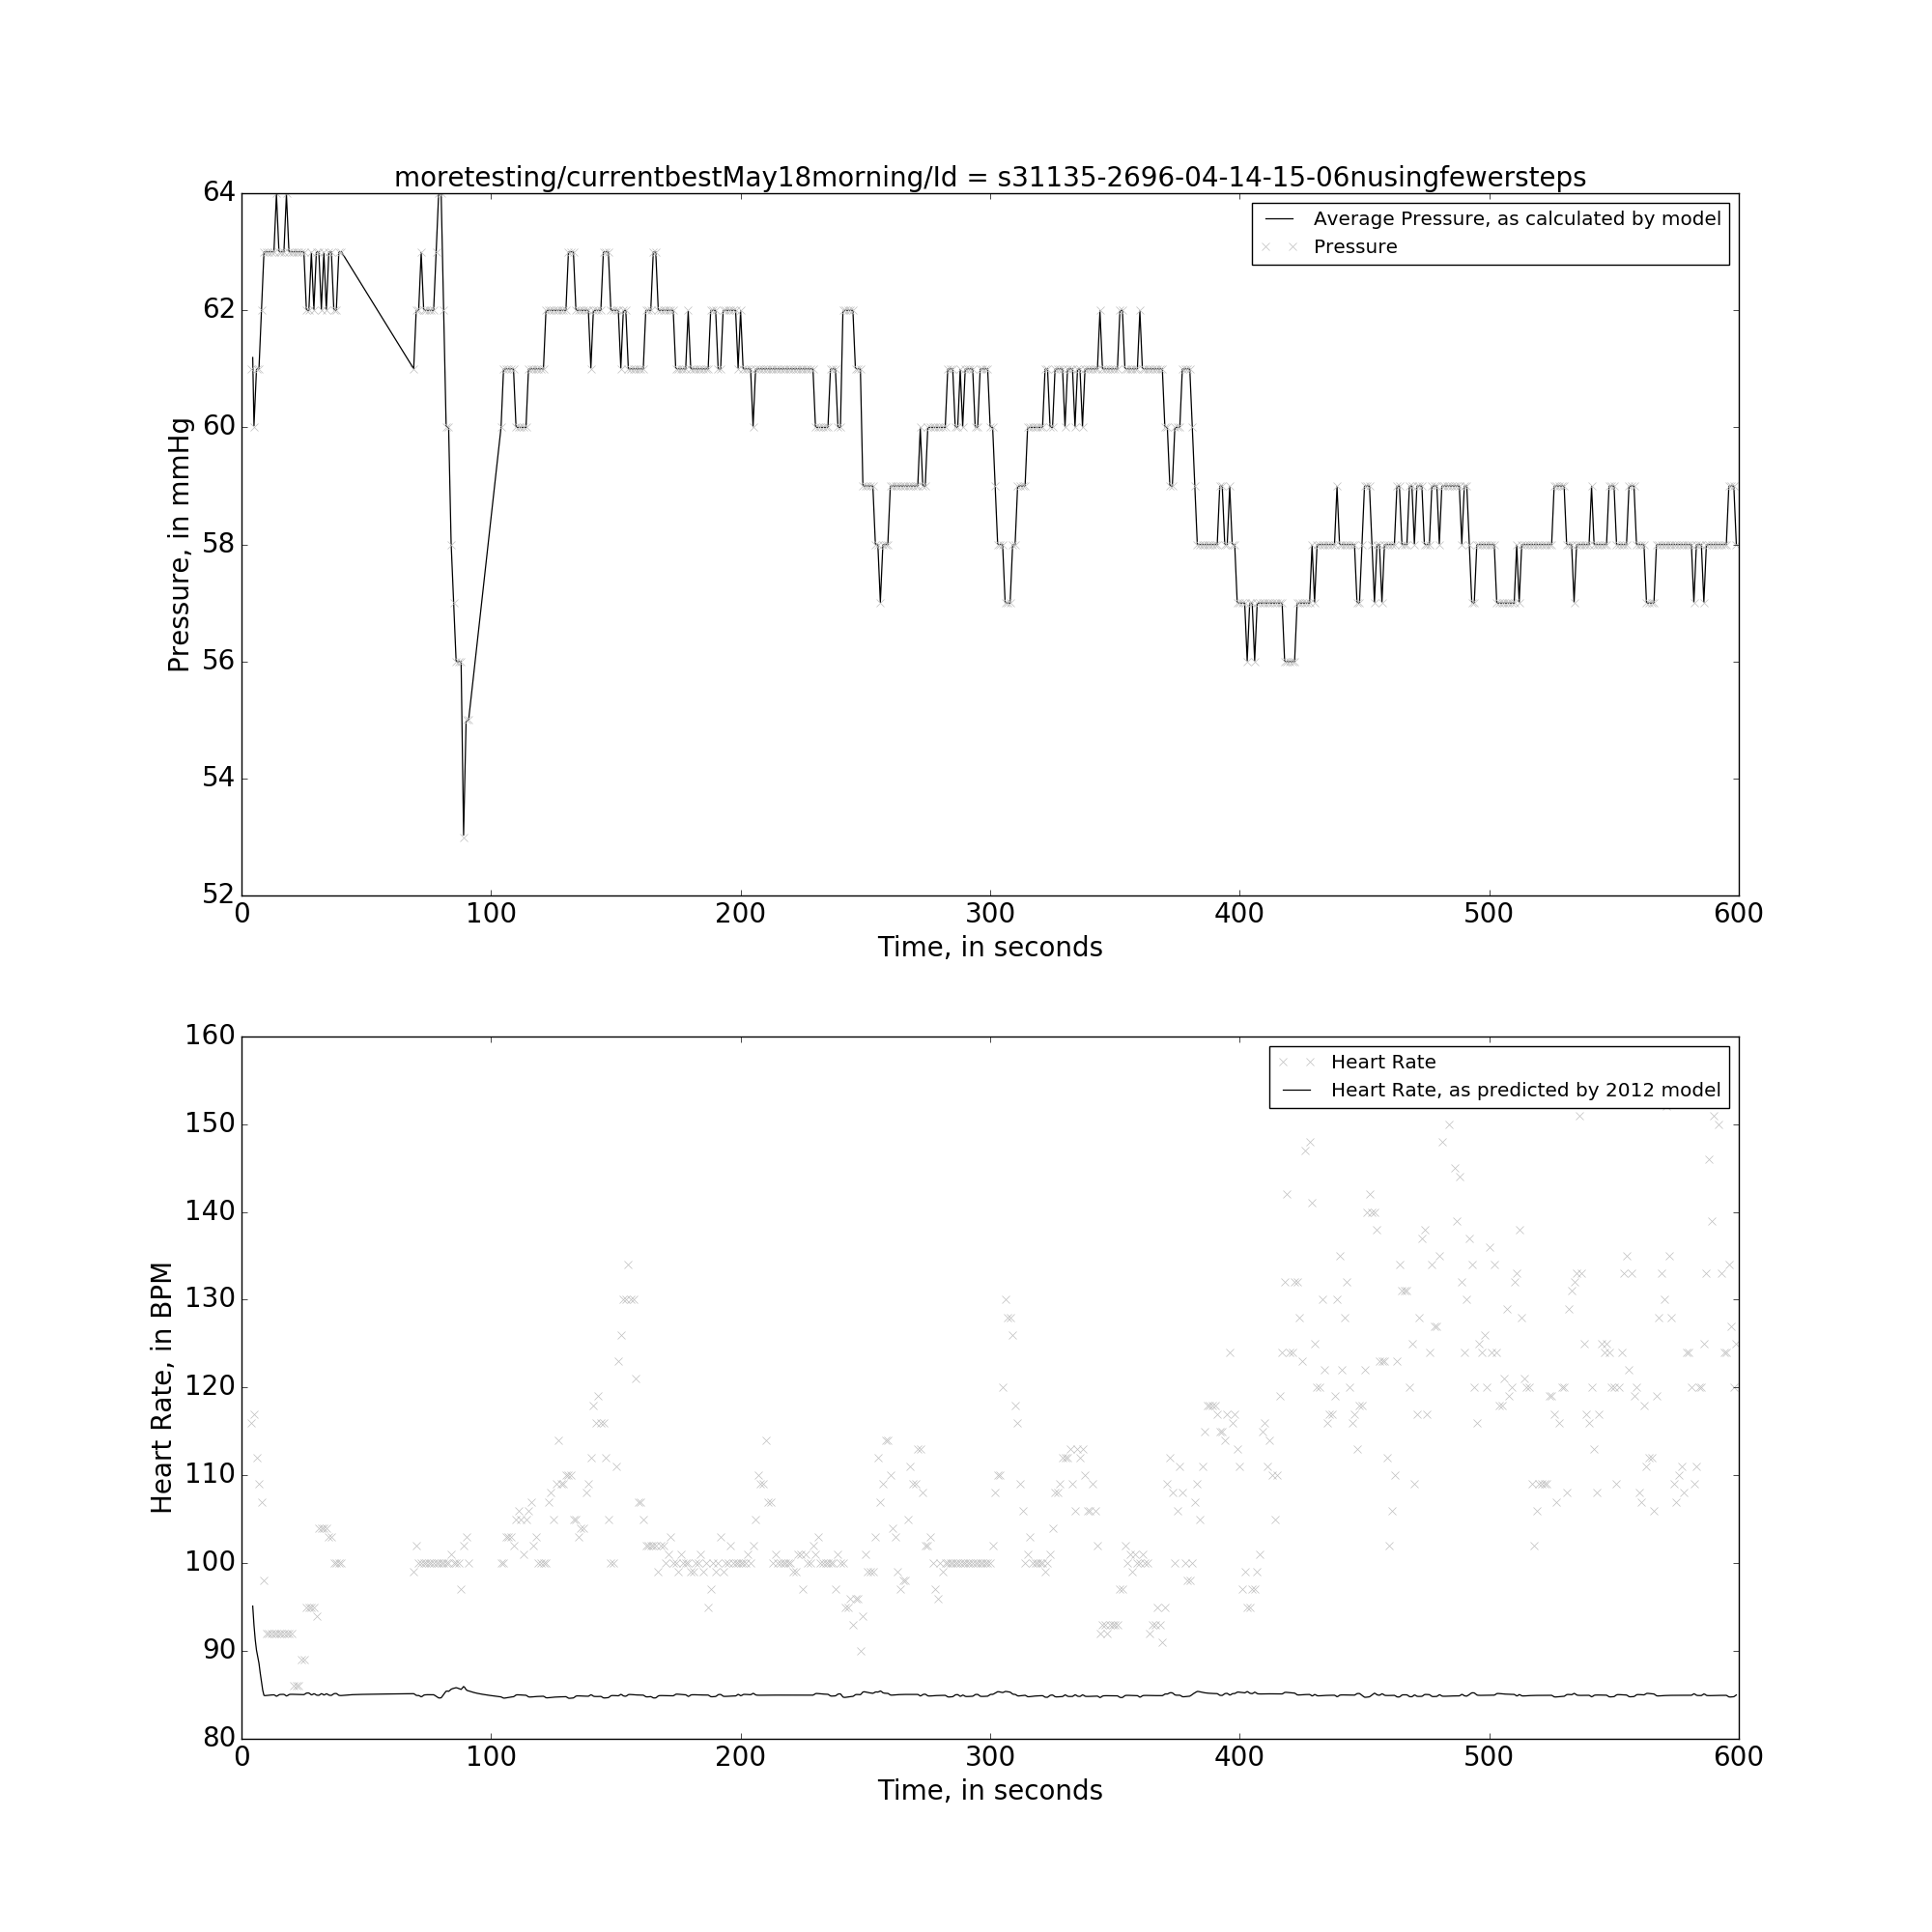 moretesting/currentbestMay18morning/Id = s31135-2696-04-14-15-06nusingfewersteps
Average Pressure, as calculated by model
Pressure
Pressure, in mmHg
64
62
60
58
56
54
52
0 100 200 300 400 500 600
Time, in seconds
Heart Rate
Heart Rate, as predicted by 2012 model
Heart Rate, in BPM
160
150
140
130
120
110
100
90
80
0 100 200 300 400 500 600
Time, in seconds